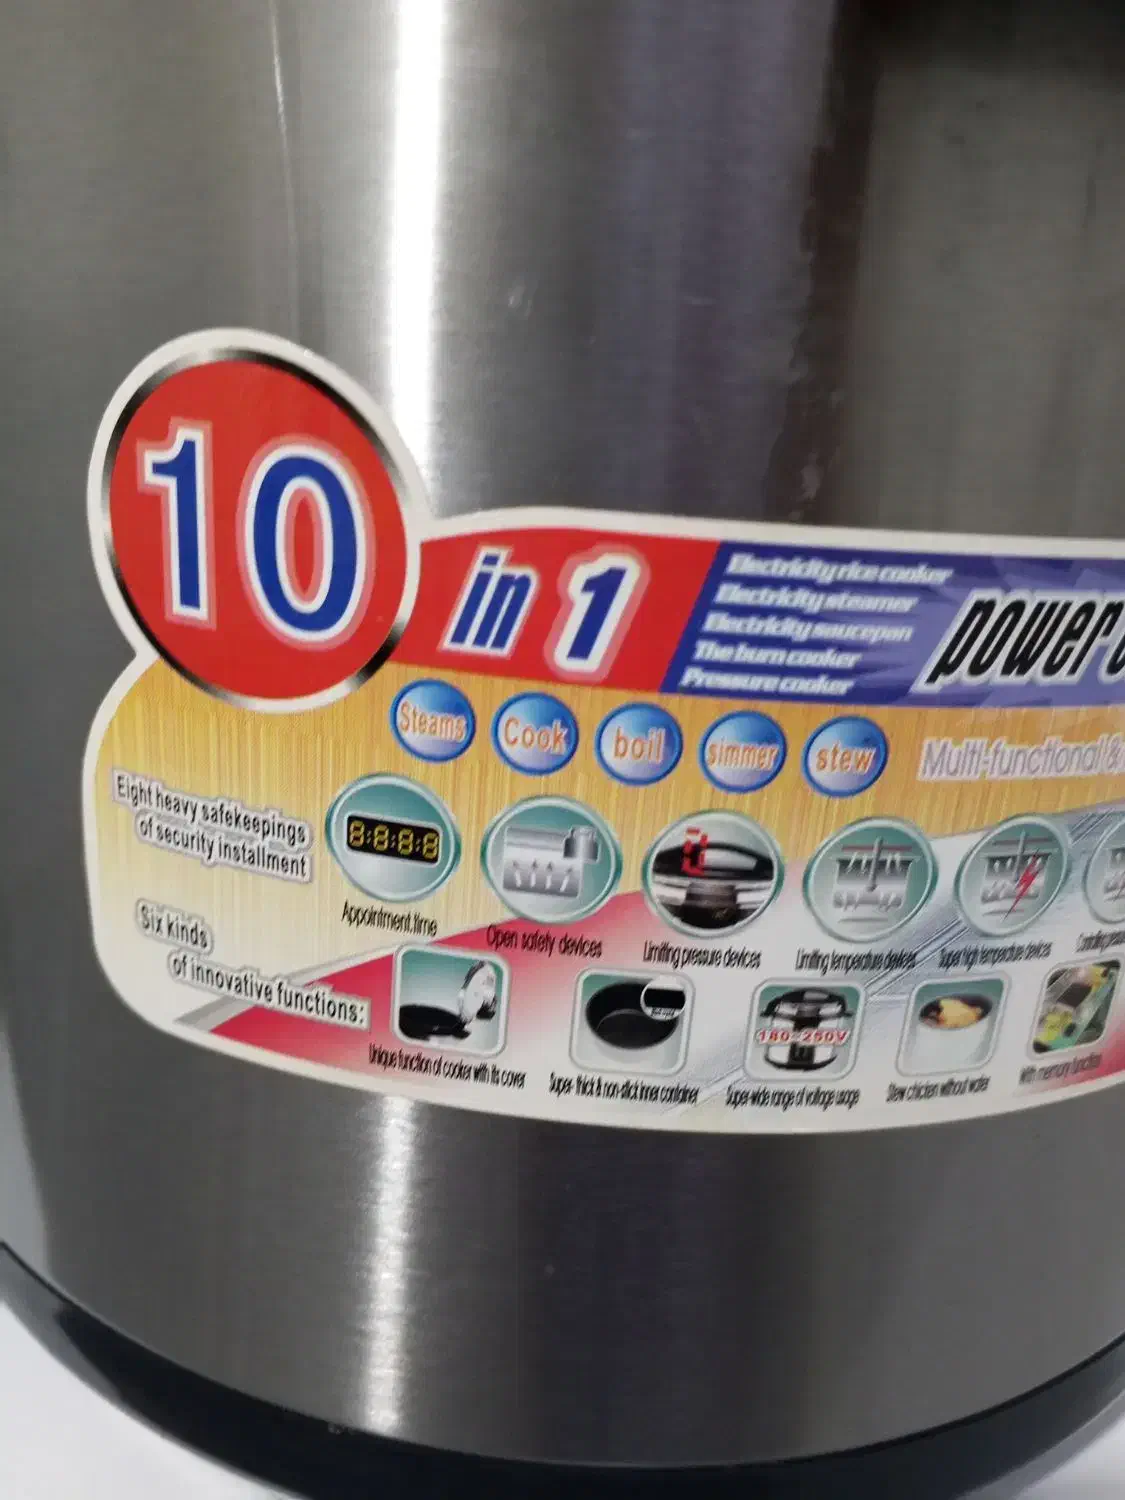 10
in 1
Electricity rice cooker
Electricity steamer
Electricity saucepan
The burn cooker
Pressure cooker
power
Steams
Cook
boil
simmer
stew
Multi-functional &
Eight heavy safekeepings
of security installment
8:8:8:8
Appointment time
Open safety devices
Limiting pressure devices
Limiting temperature devices
Super high temperature devices
Controlling
Six kinds
of innovative functions:
180~250V
Unique function of cooker with its cover
Super- thick & non-stick inner container
Super-wide range of voltage usage
Stew chicken without water
With memory function